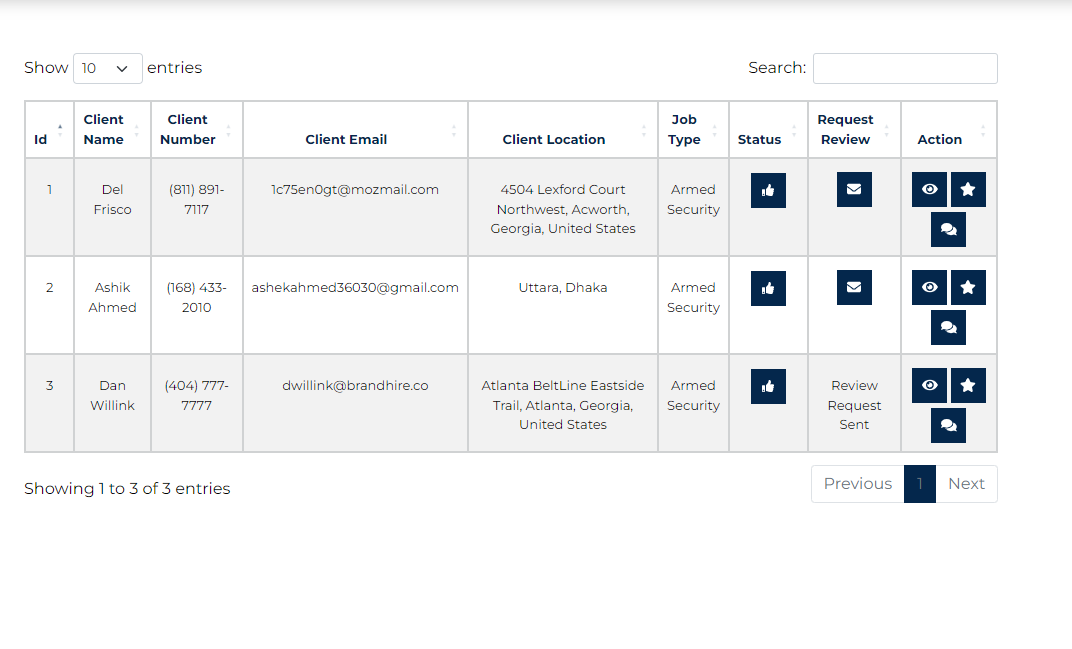 Show 10 entries
Search:
Id
Client Name
Client Number
Client Email
Client Location
Job Type
Status
Request Review
Action
1
Del
Frisco
(811) 891-
7117
1c75en0gt@mozmail.com
4504 Lexford Court
Northwest, Acworth,
Georgia, United States
Armed
Security
2
Ashik
Ahmed
(168) 433-
2010
ashekahmed36030@gmail.com
Uttara, Dhaka
Armed
Security
3
Dan
Willink
(404) 777-
7777
dwillink@brandhire.co
Atlanta BeltLine Eastside
Trail, Atlanta, Georgia,
United States
Armed
Security
Review
Request
Sent
Showing 1 to 3 of 3 entries
Previous 1 Next